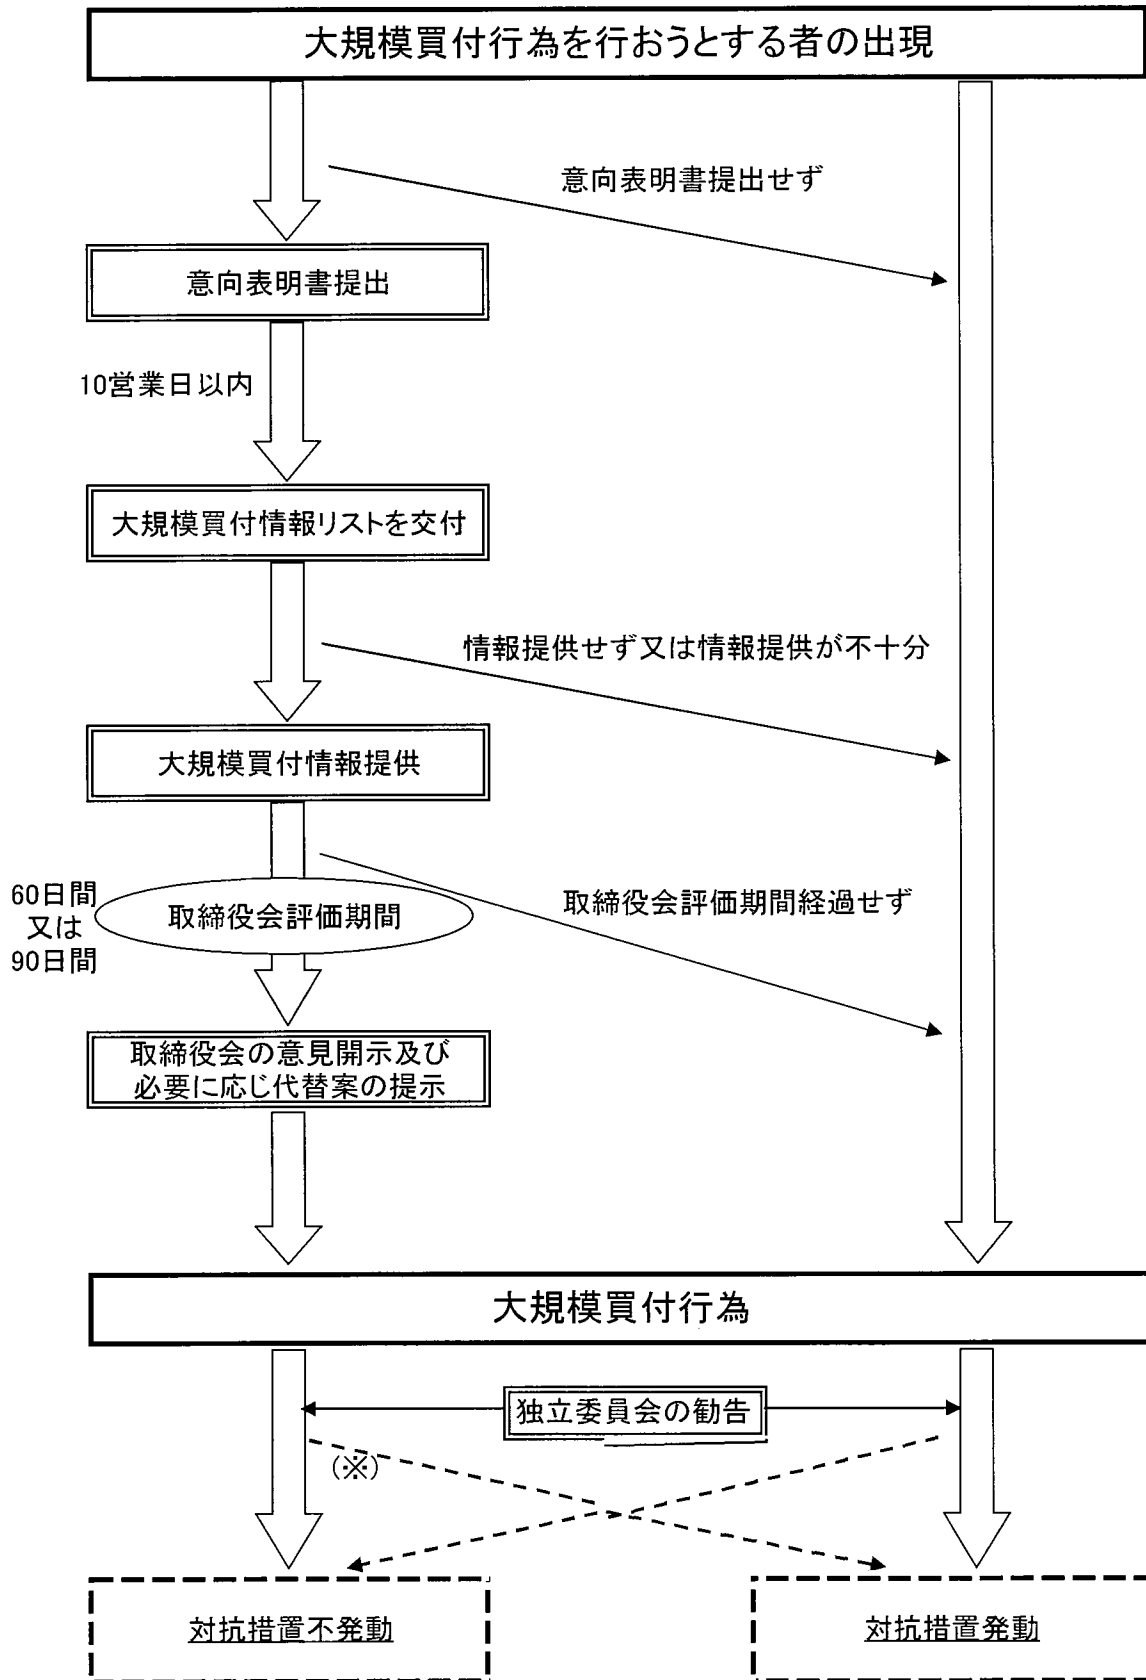 大規模買付行為を行おうとする者の出現
意向表明書提出せず
意向表明書提出
10営業日以内
大規模買付情報リストを交付
情報提供せず又は情報提供が不十分
大規模買付情報提供
60日間
又は
90日間
取締役会評価期間
取締役会評価期間経過せず
取締役会の意見開示及び
必要に応じ代替案の提示
大規模買付行為
独立委員会の勧告
(※)
対抗措置不発動
対抗措置発動